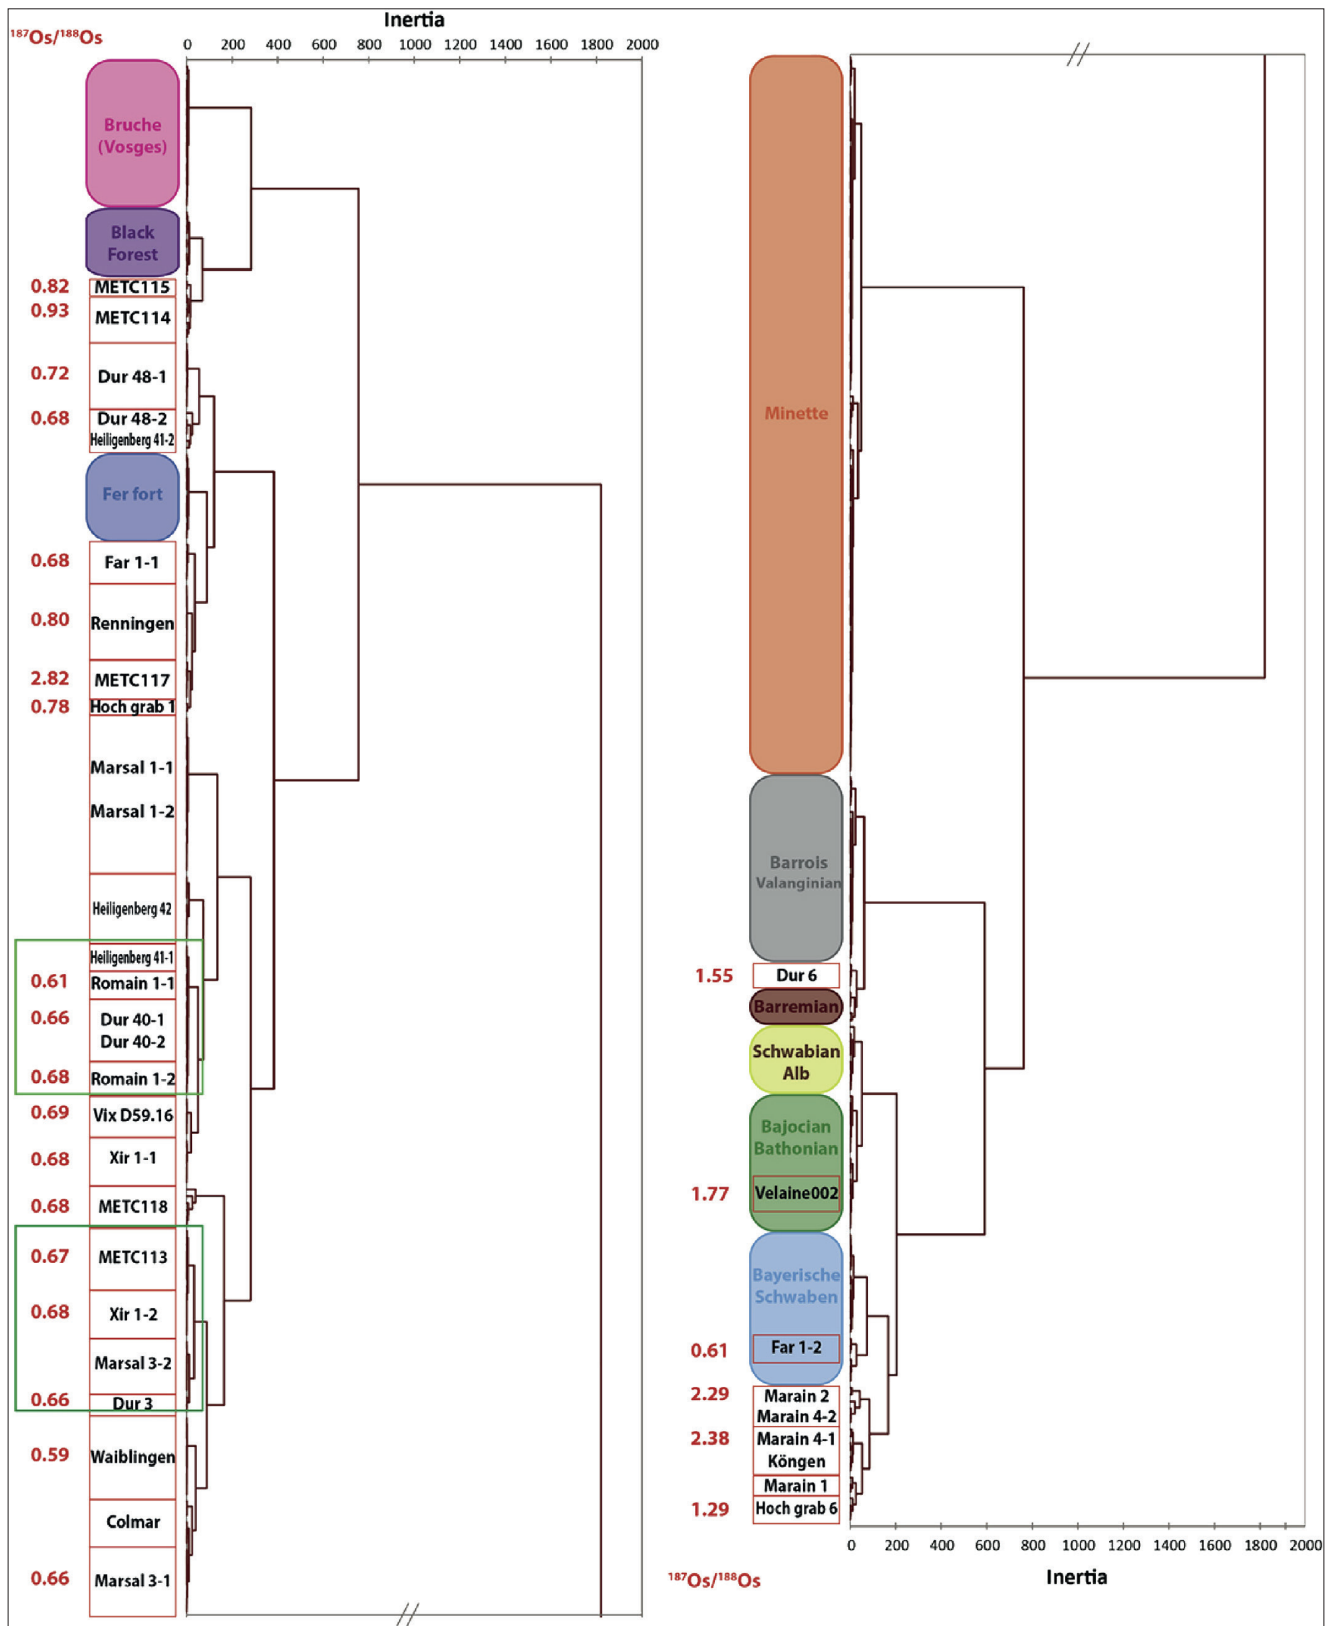 Inertia
187Os/188Os
0 200 400 600 800 1000 1200 1400 1600 1800 2000
Bruche
(Vosges)
Black
Forest
0.82 METC115
0.93 METC114
0.72 Dur 48-1
0.68 Dur 48-2
Heiligenberg 41-2
Fer fort
0.68 Far 1-1
0.80 Renningen
2.82 METC117
0.78 Hoch grab 1
Marsal 1-1
Marsal 1-2
Heiligenberg 42
Heiligenberg 41-1
0.61 Romain 1-1
0.66 Dur 40-1
Dur 40-2
0.68 Romain 1-2
0.69 Vix D59.16
0.68 Xir 1-1
0.68 METC118
0.67 METC113
0.68 Xir 1-2
Marsal 3-2
0.66 Dur 3
0.59 Waiblingen
Colmar
0.66 Marsal 3-1
Minette
Barrois
Valanginian
1.55 Dur 6
Barremian
Schwabian
Alb
Bajocian
Bathonian
1.77 Velaine002
Bayerische
Schwaben
0.61 Far 1-2
2.29 Marain 2
Marain 4-2
2.38 Marain 4-1
Köngen
Marain 1
1.29 Hoch grab 6
0 200 400 600 800 1000 1200 1400 1600 1800 2000
187Os/188Os
Inertia